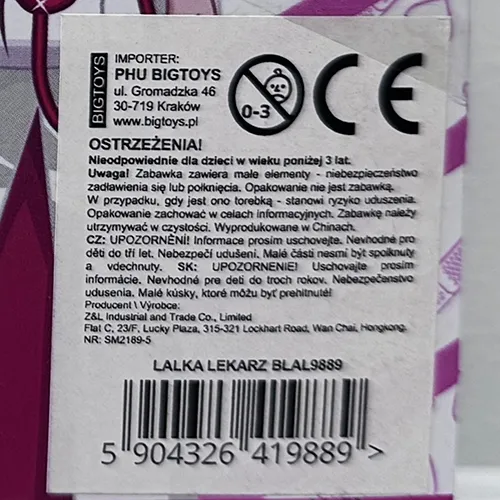 BIGTOYS
IMPORTER:
PHU BIGTOYS
ul. Gromadzka 46
30-719 Kraków
www.bigtoys.pl
0-3
CE
OSTRZEŻENIA!
Nieodpowiednie dla dzieci w wieku poniżej 3 lat.
Uwaga! Zabawka zawiera małe elementy - niebezpieczeństwo
zadławienia się lub połknięcia. Opakowanie nie jest zabawką.
W przypadku, gdy jest ono torebką - stanowi ryzyko uduszenia.
Opakowanie zachować w celach informacyjnych. Zabawkę należy
utrzymywać w czystości. Wyprodukowane w Chinach.
CZ: UPOZORNĚNÍ! Informace prosím uschovejte. Nevhodné pro
děti do tří let. Nebezpečí udušení. Malé části nesmí být spolknuty
a vdechnuty. SK: UPOZORNENIE! Uschovajte prosím
informácie. Nevhodné pre deti do troch rokov. Nebezpečenstvo
udusenia. Malé kúsky, ktoré môžu byť prehltnuté!
Producent \ Výrobce:
Z&L Industrial and Trade Co., Limited
Flat C, 23/F, Lucky Plaza, 315-321 Lockhart Road, Wan Chai, Hongkong.
NR: SM2189-5
LALKA LEKARZ BLAL9889
5 904326 419889 >